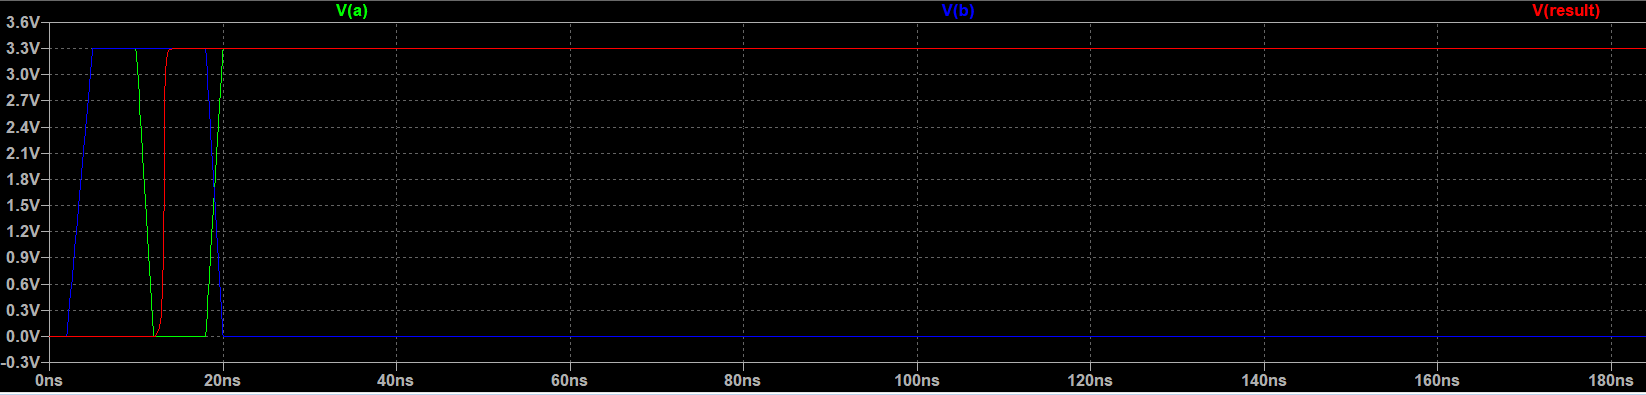 V(a) V(b) V(result)
3.6V
3.3V
3.0V
2.7V
2.4V
2.1V
1.8V
1.5V
1.2V
0.9V
0.6V
0.3V
0.0V
-0.3V
0ns 20ns 40ns 60ns 80ns 100ns 120ns 140ns 160ns 180ns